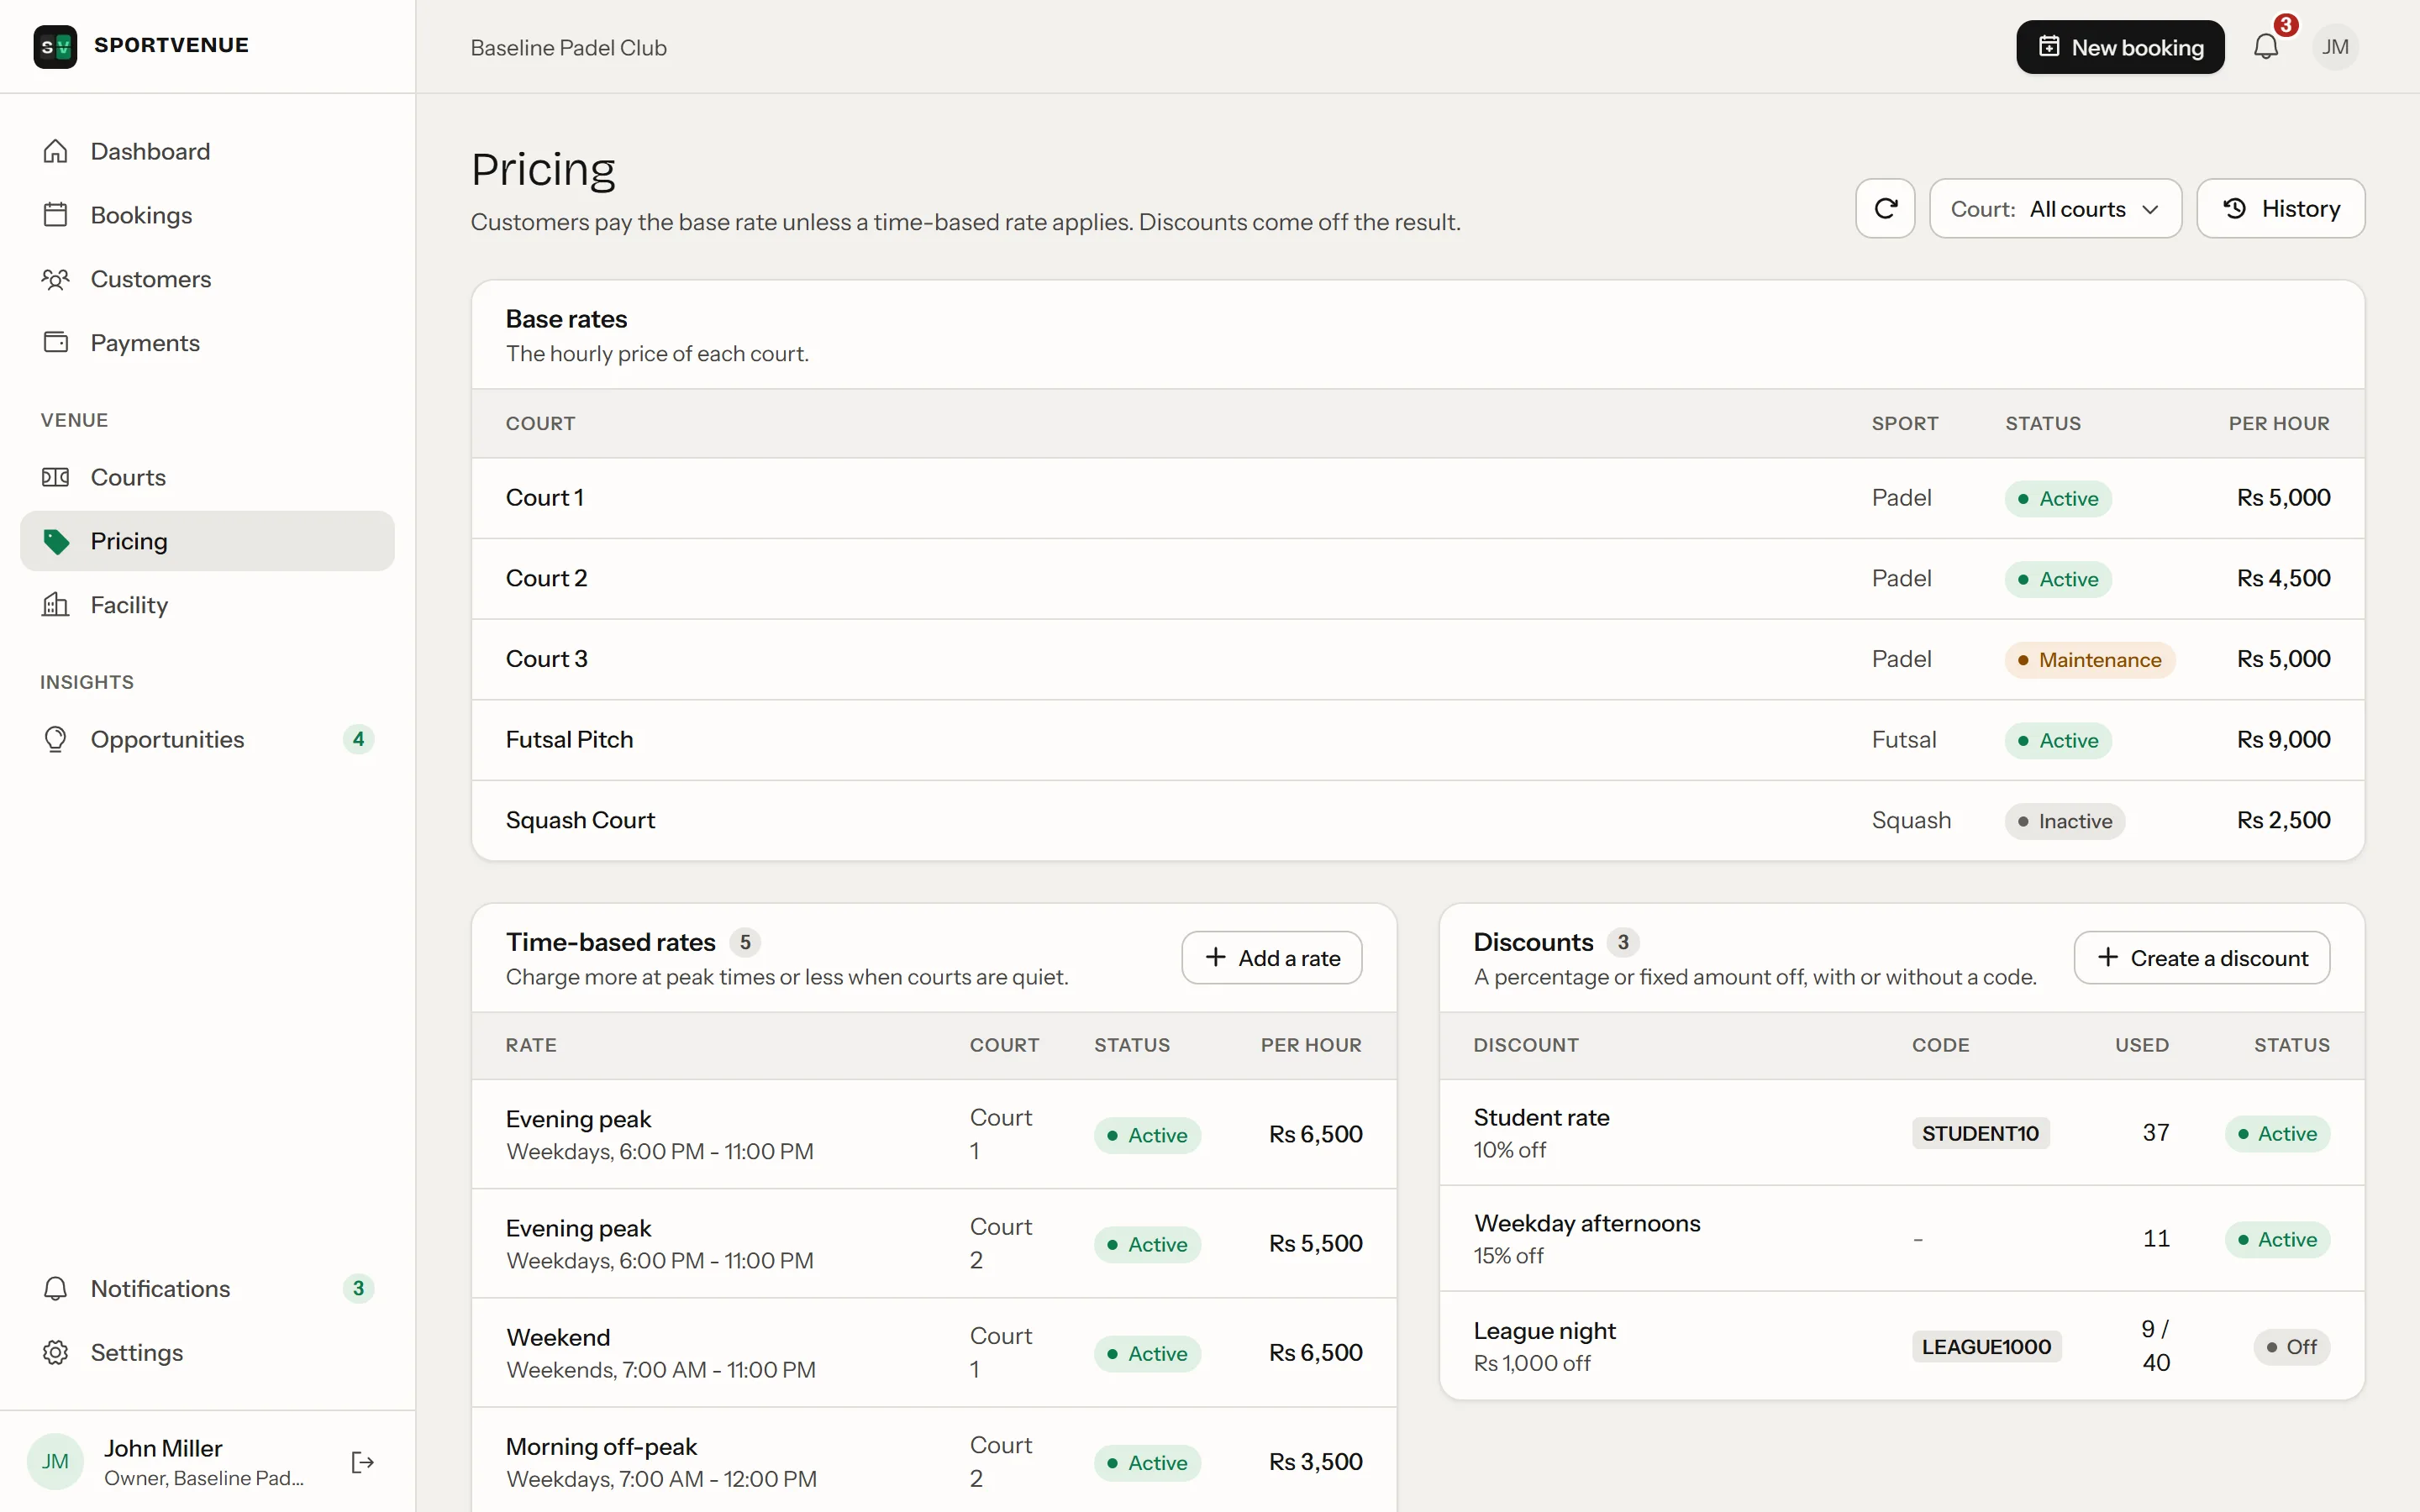 SV SPORTVENUE
Baseline Padel Club
New booking
3
JM
Dashboard
Bookings
Customers
Payments
VENUE
Courts
Pricing
Facility
INSIGHTS
Opportunities 4
Notifications 3
Settings
JM
John Miller
Owner, Baseline Pad...
Pricing
Customers pay the base rate unless a time-based rate applies. Discounts come off the result.
Court: All courts
History
Base rates
The hourly price of each court.
COURT SPORT STATUS PER HOUR
Court 1 Padel Active Rs 5,000
Court 2 Padel Active Rs 4,500
Court 3 Padel Maintenance Rs 5,000
Futsal Pitch Futsal Active Rs 9,000
Squash Court Squash Inactive Rs 2,500
Time-based rates 5
Charge more at peak times or less when courts are quiet.
Add a rate
RATE COURT STATUS PER HOUR
Evening peak
Weekdays, 6:00 PM - 11:00 PM
Court
1
Active
Rs 6,500
Evening peak
Weekdays, 6:00 PM - 11:00 PM
Court
2
Active
Rs 5,500
Weekend
Weekends, 7:00 AM - 11:00 PM
Court
1
Active
Rs 6,500
Morning off-peak
Weekdays, 7:00 AM - 12:00 PM
Court
2
Active
Rs 3,500
Discounts 3
A percentage or fixed amount off, with or without a code.
Create a discount
DISCOUNT CODE USED STATUS
Student rate
10% off
STUDENT10
37
Active
Weekday afternoons
15% off
-
11
Active
League night
Rs 1,000 off
LEAGUE1000
9 /
40
Off